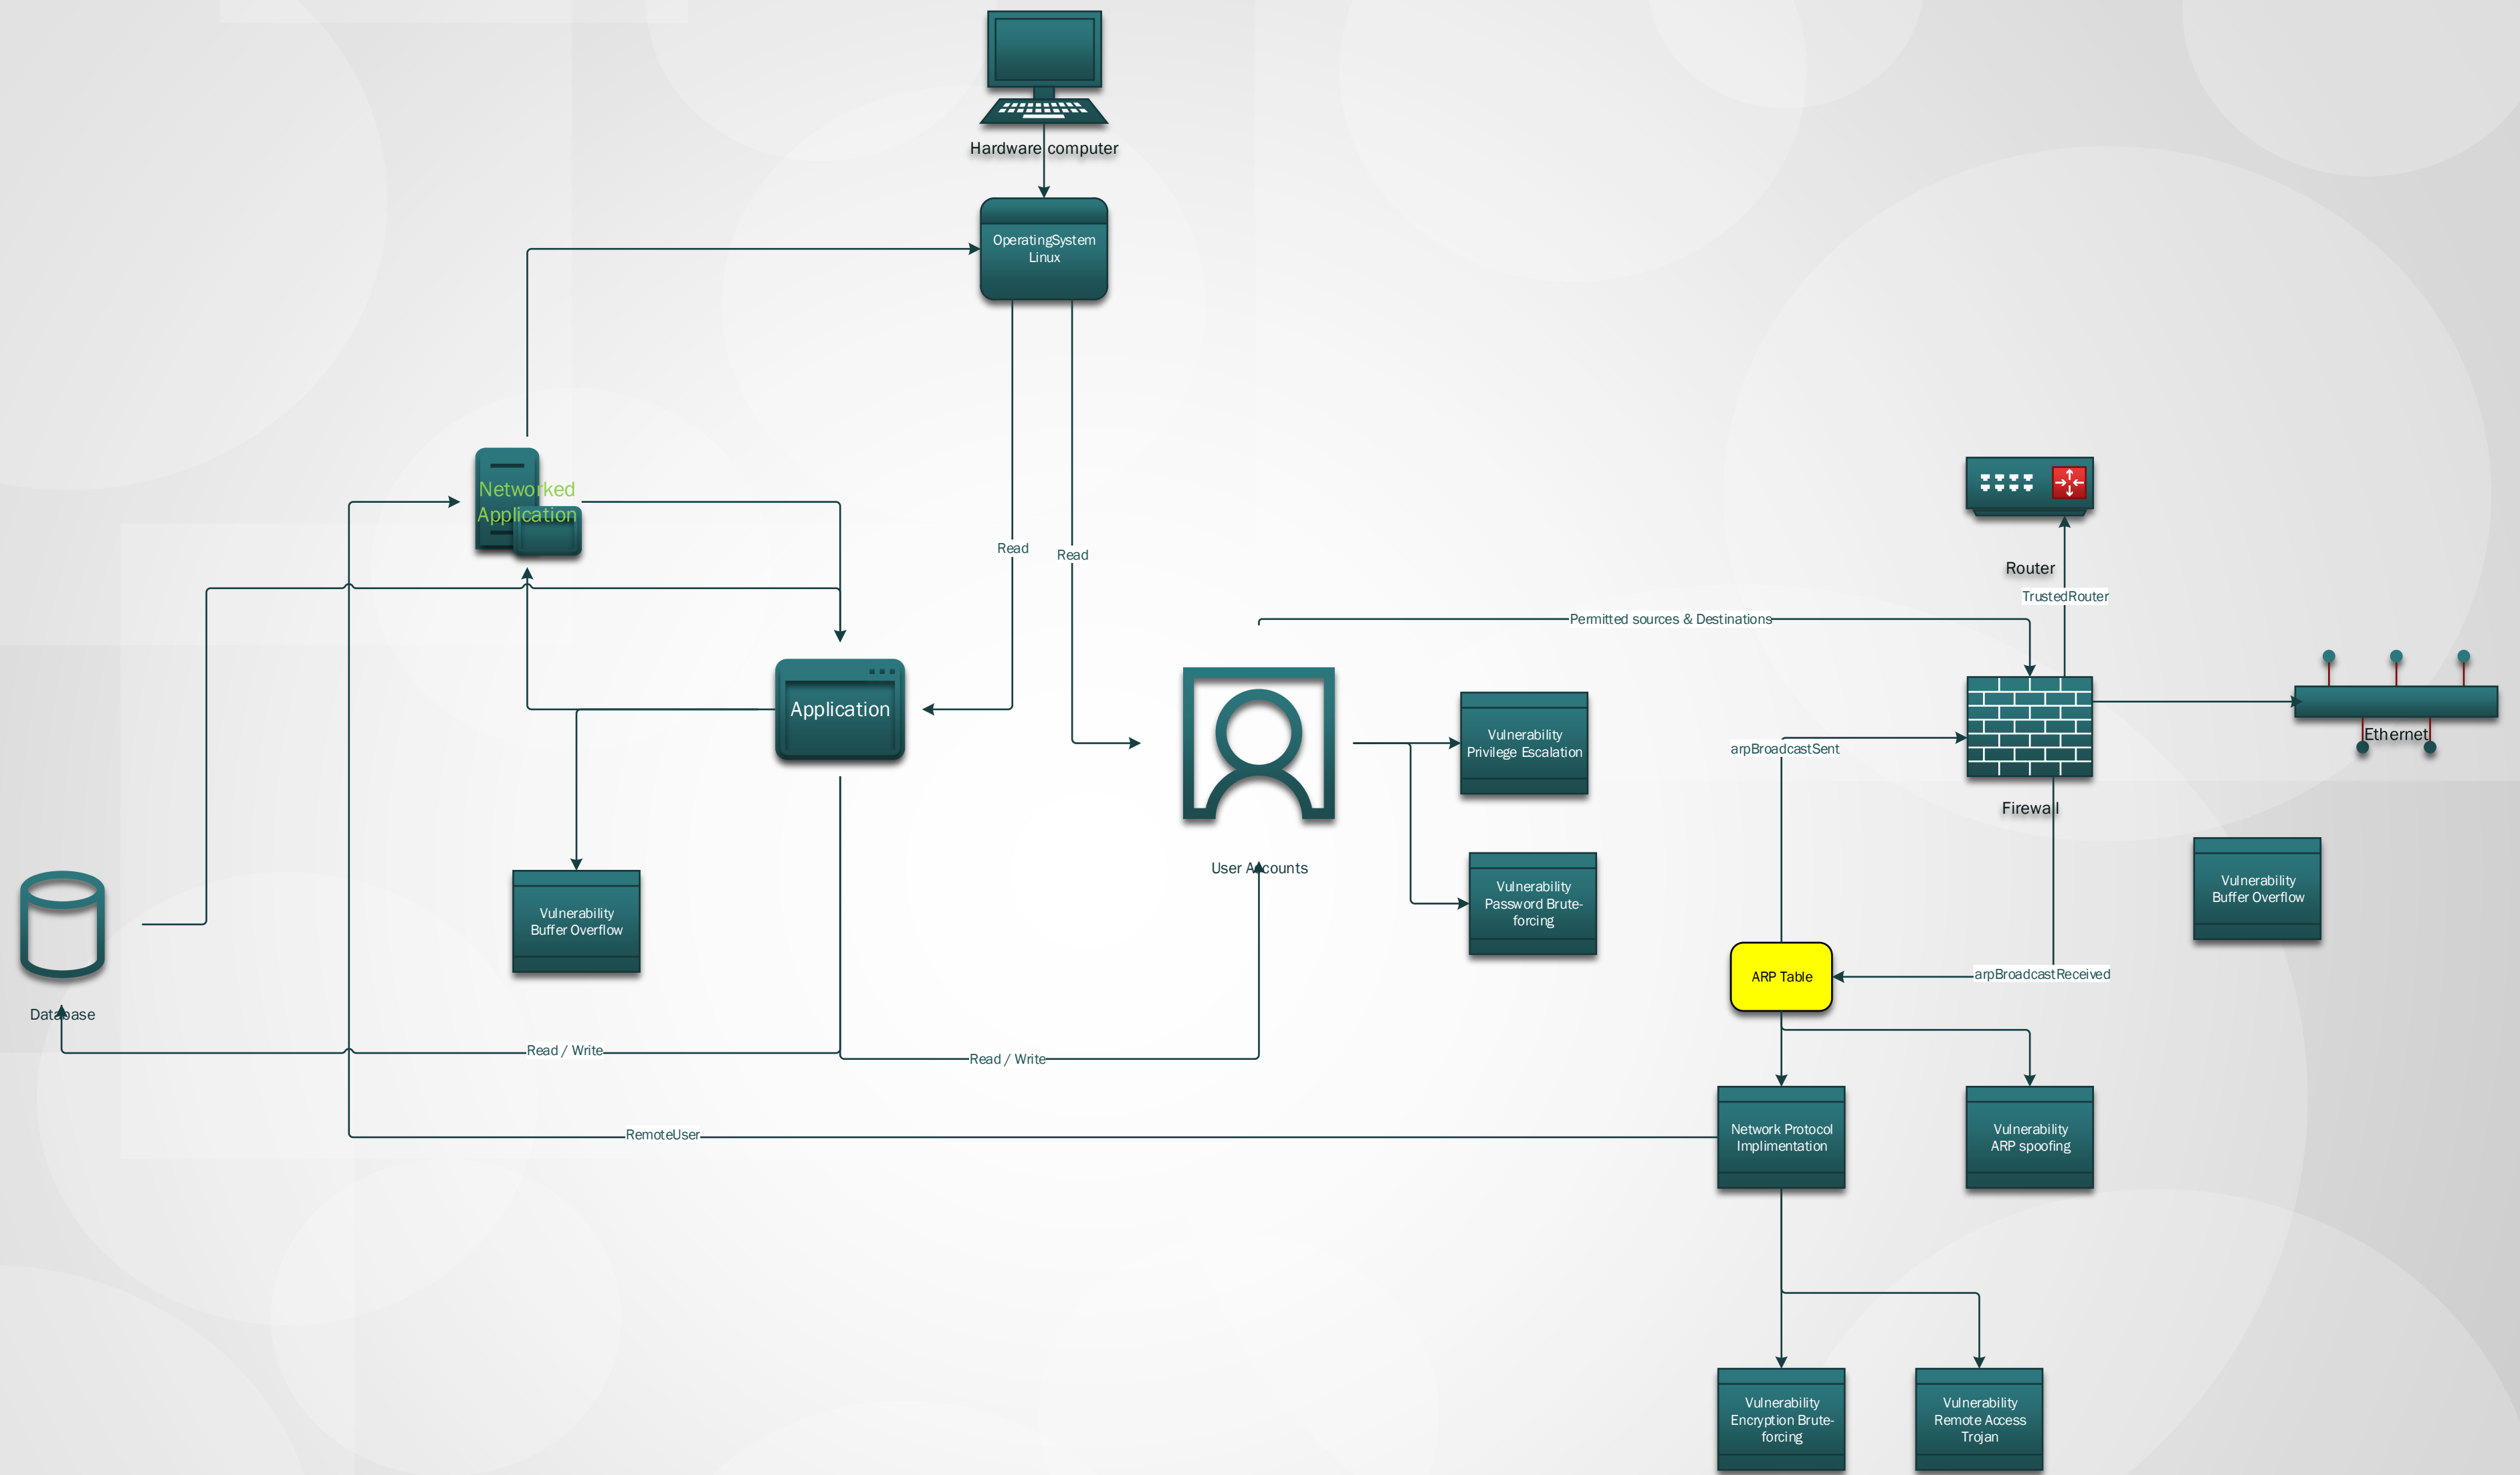 Hardware computer
OperatingSystem
Linux
Networked
Application
Read
Read
Router
TrustedRouter
Permitted sources & Destinations
Application
Vulnerability
Privilege Escalation
arpBroadcastSent
Ethernet
Firewall
User Accounts
Vulnerability
Password Brute-
forcing
Vulnerability
Buffer Overflow
Vulnerability
Buffer Overflow
ARP Table
arpBroadcastReceived
Database
Read / Write
Read / Write
RemoteUser
Network Protocol
Implimentation
Vulnerability
ARP spoofing
Vulnerability
Encryption Brute-
forcing
Vulnerability
Remote Access
Trojan